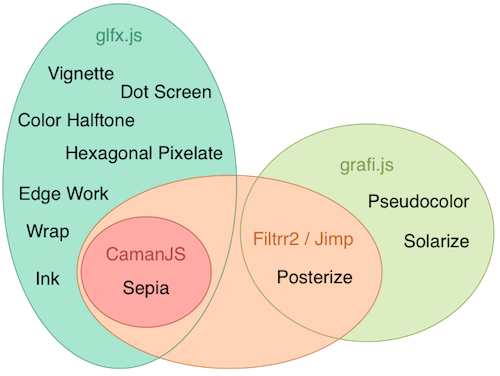 glfx.js
Vignette
Dot Screen
Color Halftone
Hexagonal Pixelate
Edge Work
Wrap
Ink
CamanJS
Sepia
Filtrr2 / Jimp
Posterize
grafi.js
Pseudocolor
Solarize